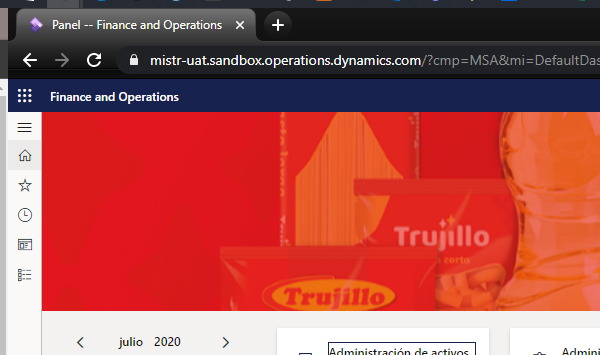 Panel -- Finance and Operations
mistr-uat.sandbox.operations.dynamics.com/?cmp=MSA&mi=DefaultDas
Finance and Operations
Trujillo
corto
Trujillo
julio 2020
Administración de activos